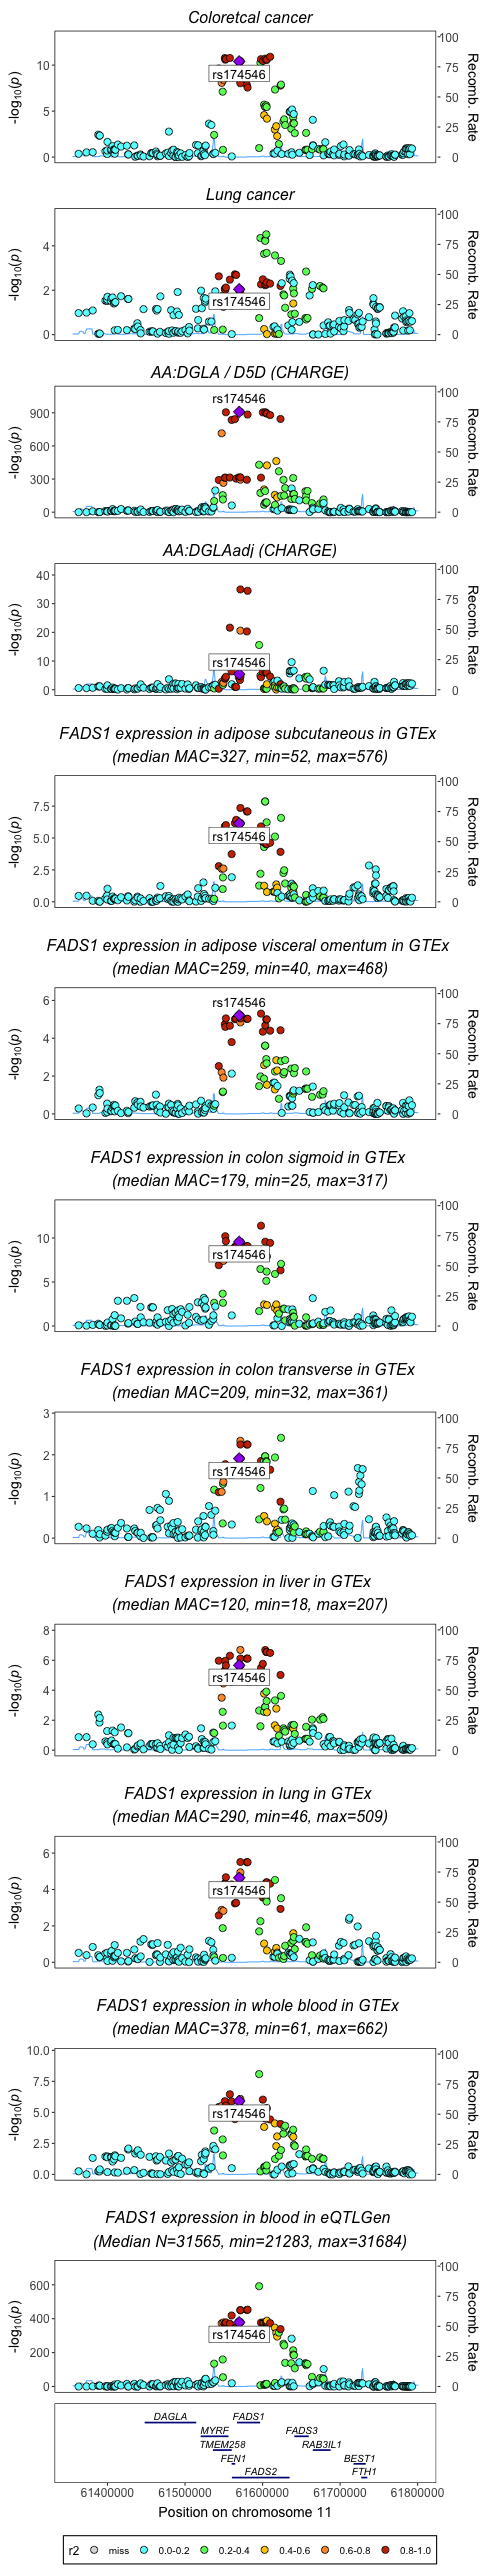 Coloretcal cancer
-log10(p)
Recomb. Rate
10
5
0
100
75
50
25
0
rs174546
Lung cancer
-log10(p)
Recomb. Rate
4
2
0
100
75
50
25
0
rs174546
AA:DGLA / D5D (CHARGE)
-log10(p)
Recomb. Rate
900
600
300
0
100
75
50
25
0
rs174546
AA:DGLAadj (CHARGE)
-log10(p)
Recomb. Rate
40
30
20
10
0
100
75
50
25
0
rs174546
FADS1 expression in adipose subcutaneous in GTEx
(median MAC=327, min=52, max=576)
-log10(p)
Recomb. Rate
7.5
5.0
2.5
0.0
100
75
50
25
0
rs174546
FADS1 expression in adipose visceral omentum in GTEx
(median MAC=259, min=40, max=468)
-log10(p)
Recomb. Rate
6
4
2
0
100
75
50
25
0
rs174546
FADS1 expression in colon sigmoid in GTEx
(median MAC=179, min=25, max=317)
-log10(p)
Recomb. Rate
10
5
0
100
75
50
25
0
rs174546
FADS1 expression in colon transverse in GTEx
(median MAC=209, min=32, max=361)
-log10(p)
Recomb. Rate
3
2
1
0
100
75
50
25
0
rs174546
FADS1 expression in liver in GTEx
(median MAC=120, min=18, max=207)
-log10(p)
Recomb. Rate
8
6
4
2
0
100
75
50
25
0
rs174546
FADS1 expression in lung in GTEx
(median MAC=290, min=46, max=509)
-log10(p)
Recomb. Rate
6
4
2
0
100
75
50
25
0
rs174546
FADS1 expression in whole blood in GTEx
(median MAC=378, min=61, max=662)
-log10(p)
Recomb. Rate
10.0
7.5
5.0
2.5
0.0
100
75
50
25
0
rs174546
FADS1 expression in blood in eQTLGen
(Median N=31565, min=21283, max=31684)
-log10(p)
Recomb. Rate
600
400
200
0
100
75
50
25
0
rs174546
DAGLA FADS1
MYRF FADS3
TMEM258 RAB3IL1
FEN1 BEST1
FADS2 FTH1
61400000 61500000 61600000 61700000 61800000
Position on chromosome 11
r2 miss 0.0-0.2 0.2-0.4 0.4-0.6 0.6-0.8 0.8-1.0